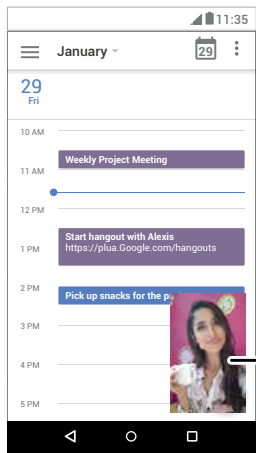 11:35
January
29
29
Fri
10 AM
Weekly Project Meeting
11 AM
12 PM
Start hangout with Alexis
https://plua.Google.com/hangouts
1 PM
2 PM
Pick up snacks for the
3 PM
4 PM
5 PM